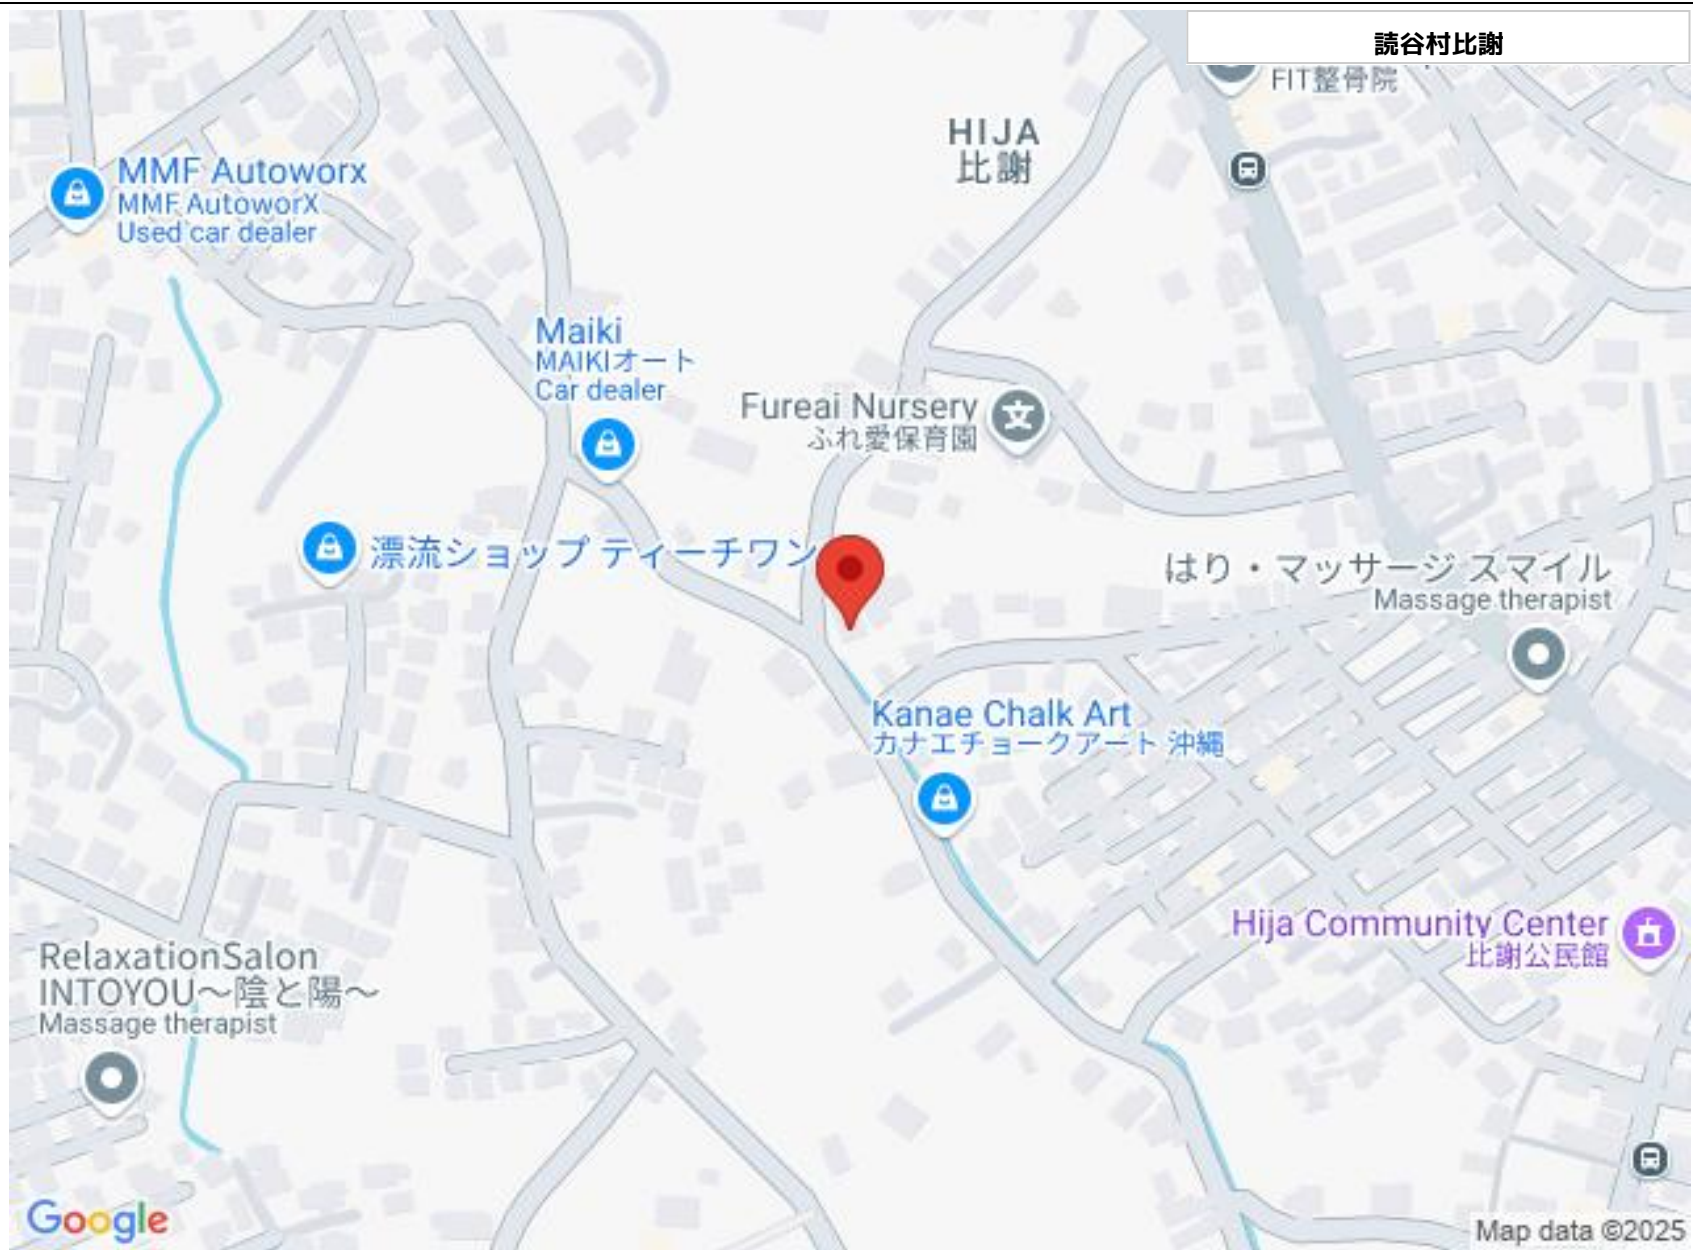 読谷村比謝
FIT整骨院
HIJA
比謝
MMF Autoworx
MMF AutoworX
Used car dealer
Maiki
MAIKIオート
Car dealer
Fureai Nursery
ふれ愛保育園
漂流ショップ ティーチワン
はり・マッサージ スマイル
Massage therapist
Kanae Chalk Art
カナエチョークアート 沖縄
Hija Community Center
比謝公民館
RelaxationSalon
INTOYOU～陰と陽～
Massage therapist
Google
Map data ©2025